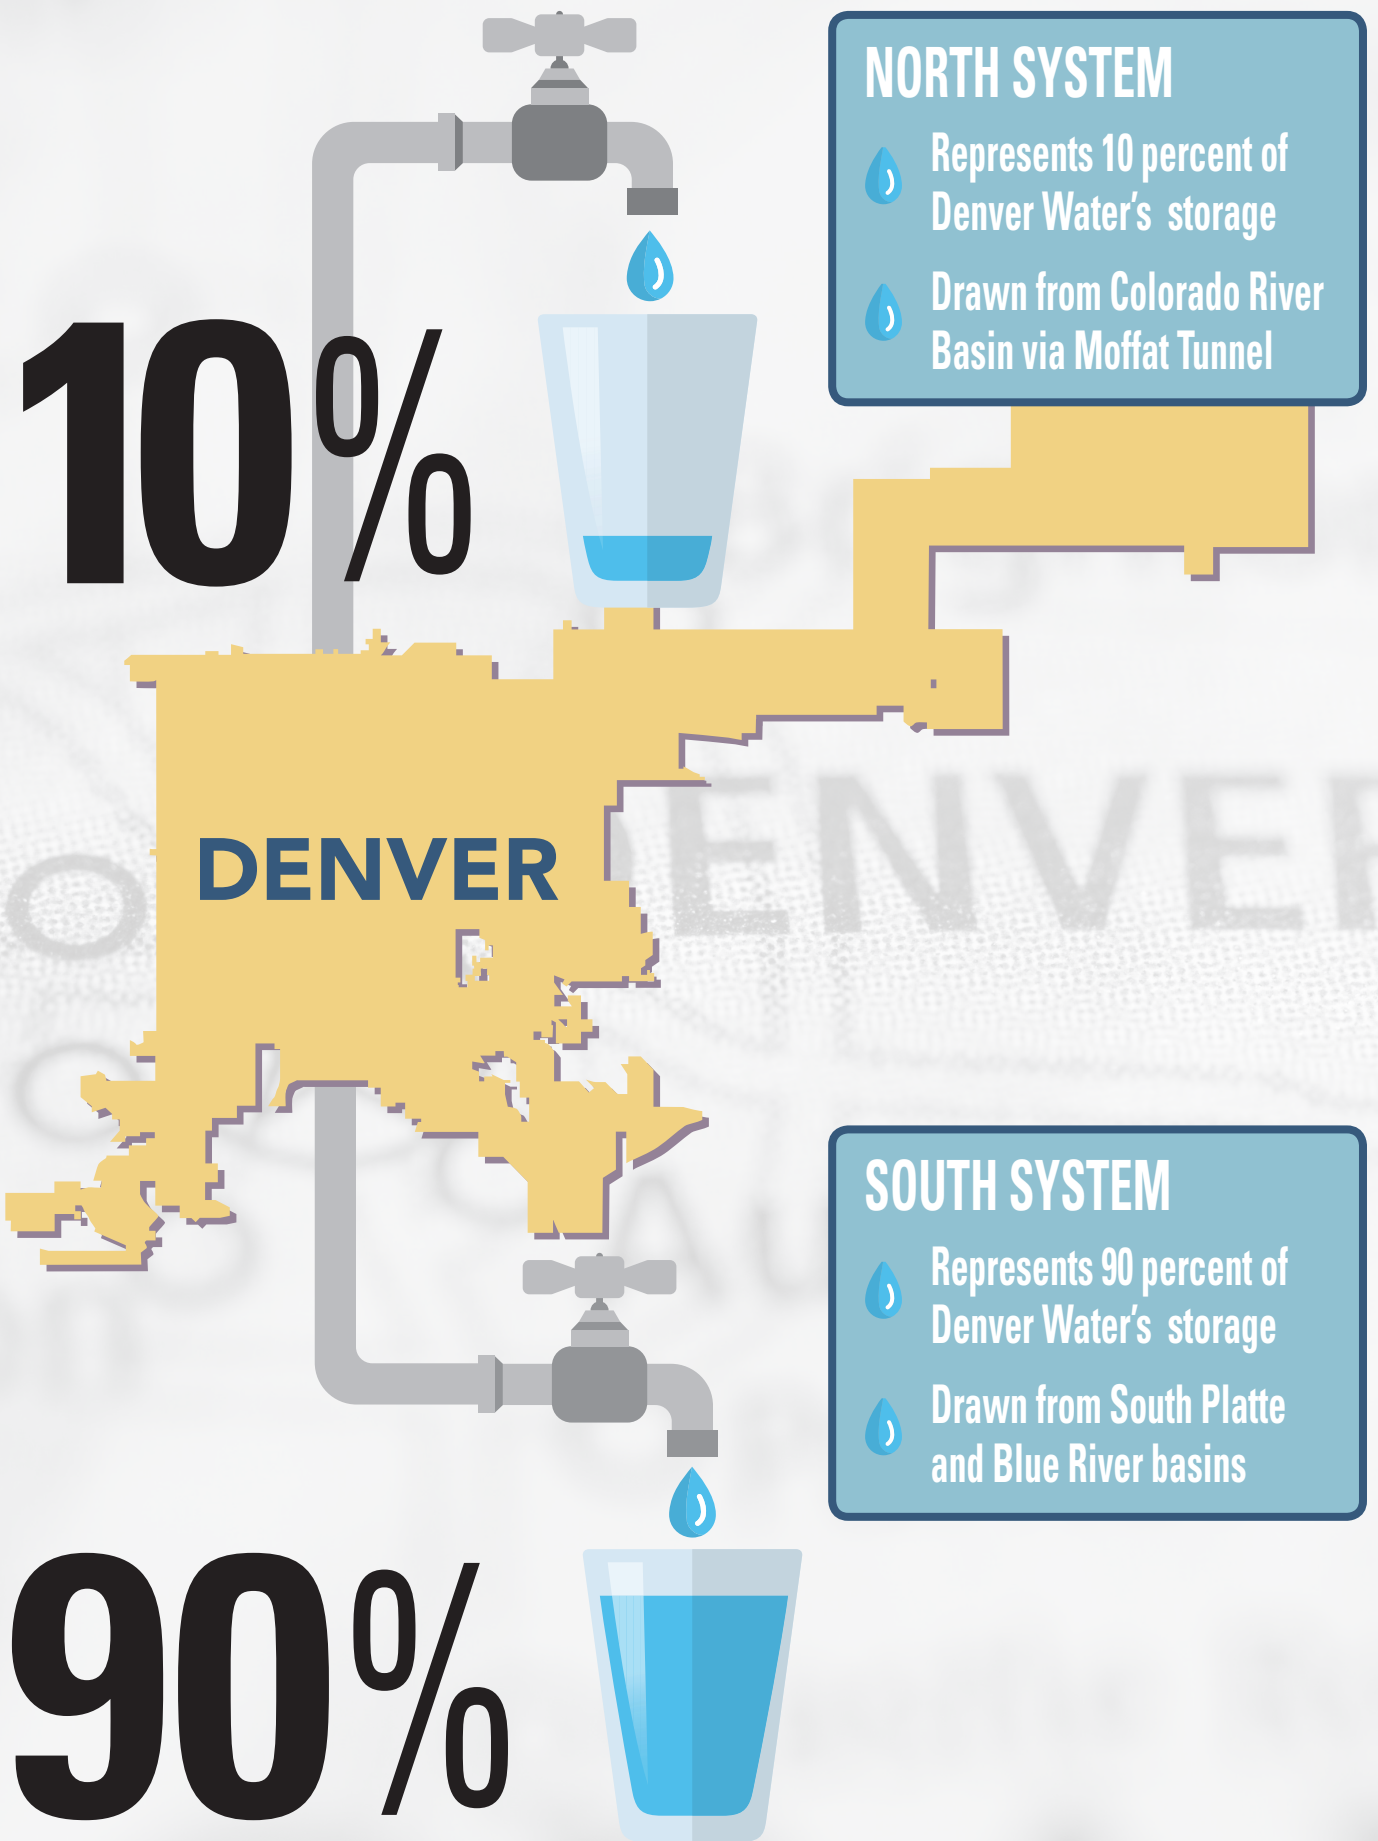 NORTH SYSTEM
Represents 10 percent of
Denver Water's storage
Drawn from Colorado River
Basin via Moffat Tunnel
10%
DENVER
DENVER
SOUTH SYSTEM
Represents 90 percent of
Denver Water's storage
Drawn from South Platte
and Blue River basins
90%